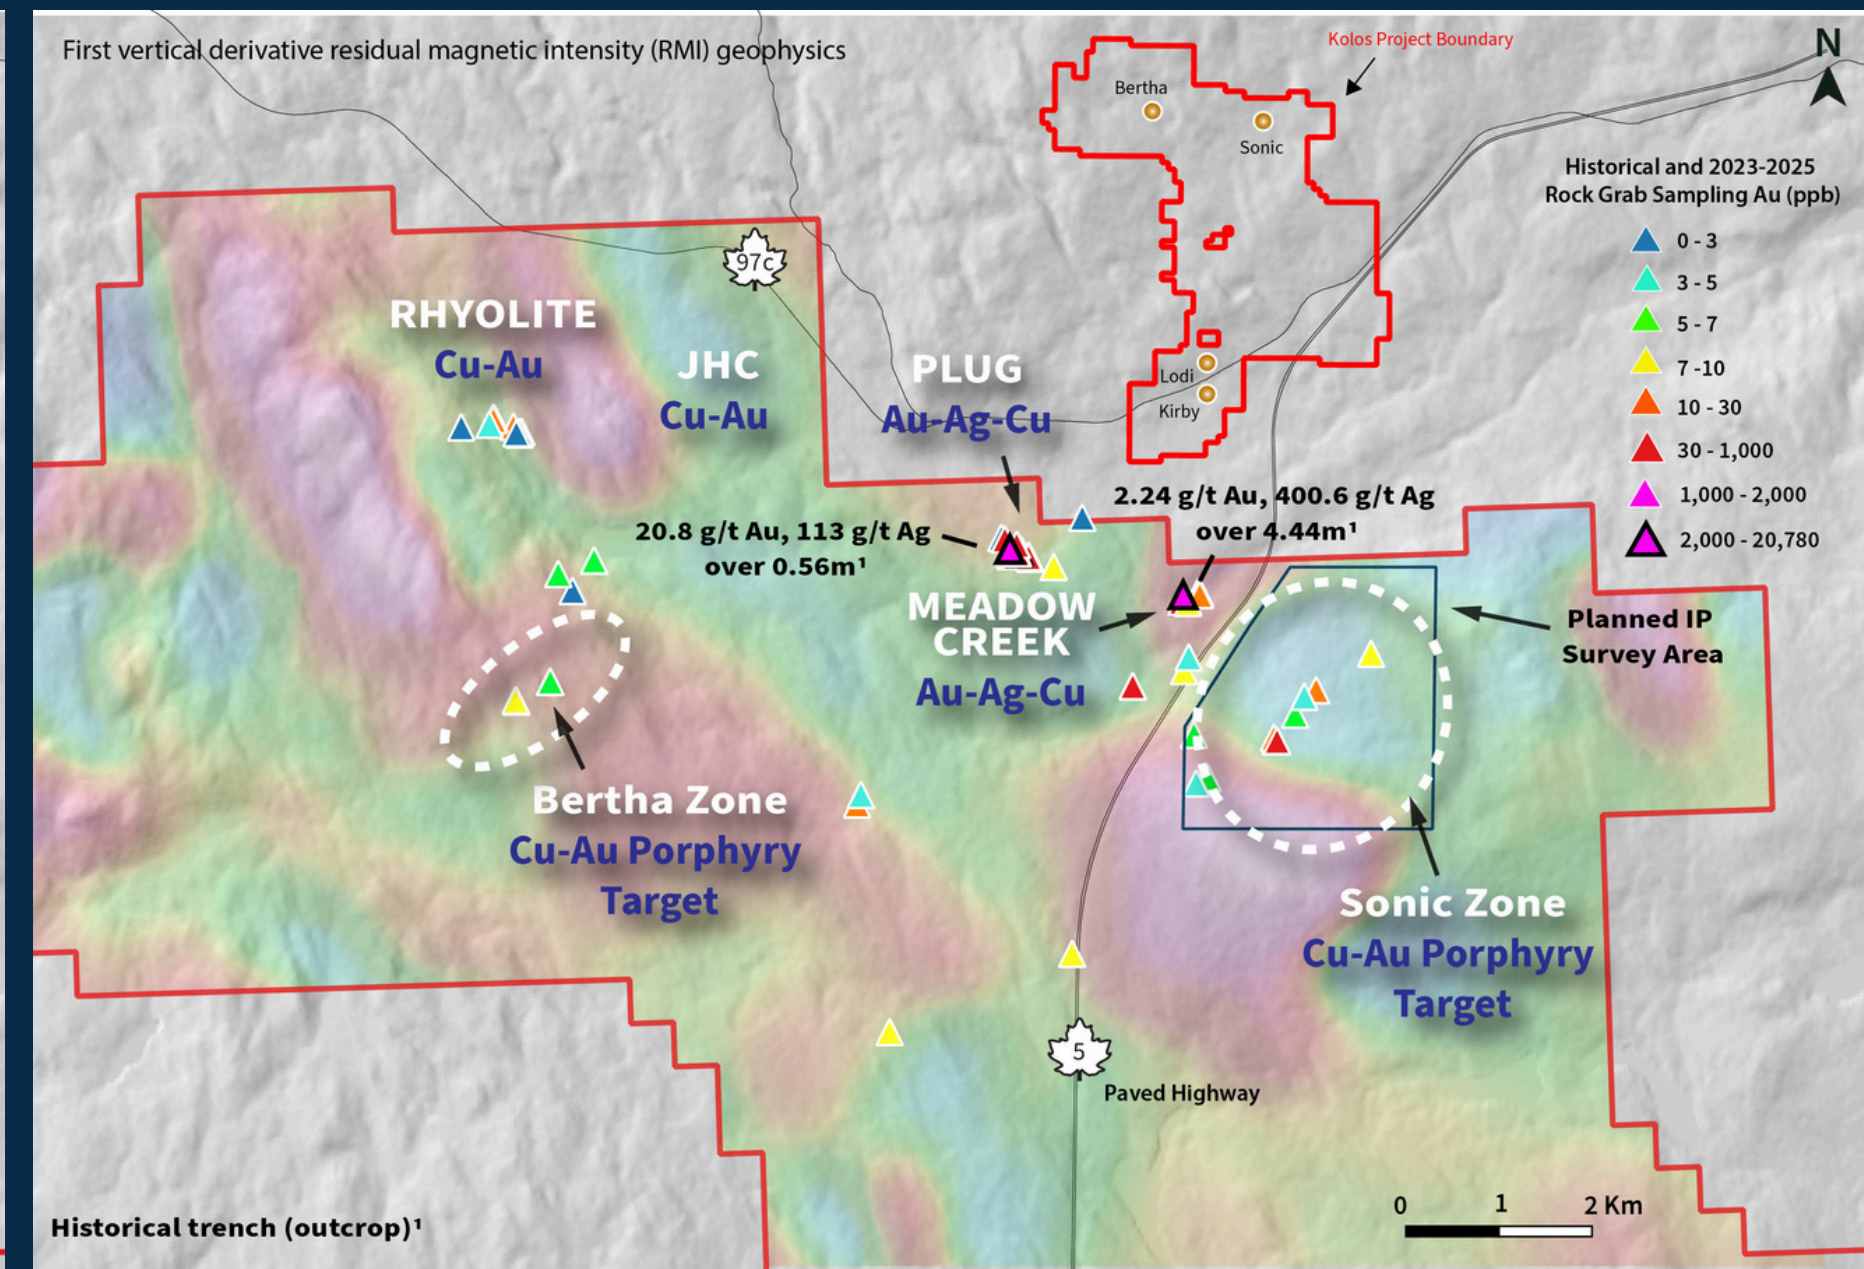 First vertical derivative residual magnetic intensity (RMI) geophysics
Kolos Project Boundary
N
Bertha
Sonic
Lodi
Kirby
Historical and 2023-2025
Rock Grab Sampling Au (ppb)
0 - 3
3 - 5
5 - 7
7 -10
10 - 30
30 - 1,000
1,000 - 2,000
2,000 - 20,780
97c
RHYOLITE
Cu-Au
JHC
Cu-Au
PLUG
Au-Ag-Cu
20.8 g/t Au, 113 g/t Ag
over 0.56m¹
2.24 g/t Au, 400.6 g/t Ag
over 4.44m¹
MEADOW
CREEK
Au-Ag-Cu
Planned IP
Survey Area
Bertha Zone
Cu-Au Porphyry
Target
Sonic Zone
Cu-Au Porphyry
Target
5
Paved Highway
0 1 2 Km
Historical trench (outcrop)¹